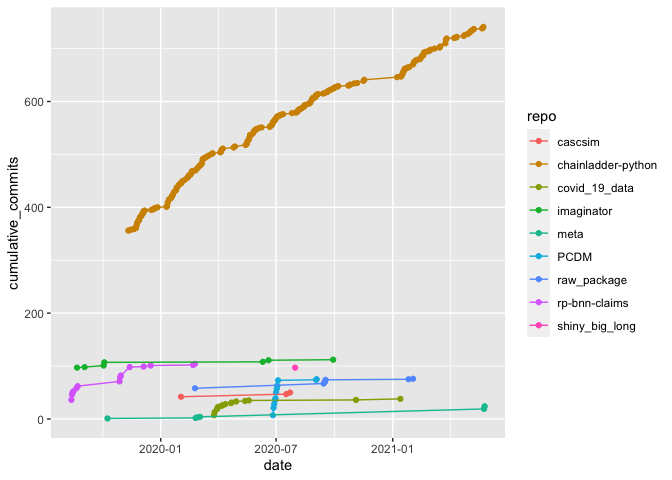 cumulative_commits
600
400
200
0
2020-01
2020-07
2021-01
date
repo
cascsim
chainladder-python
covid_19_data
imaginator
meta
PCDM
raw_package
rp-bnn-claims
shiny_big_long